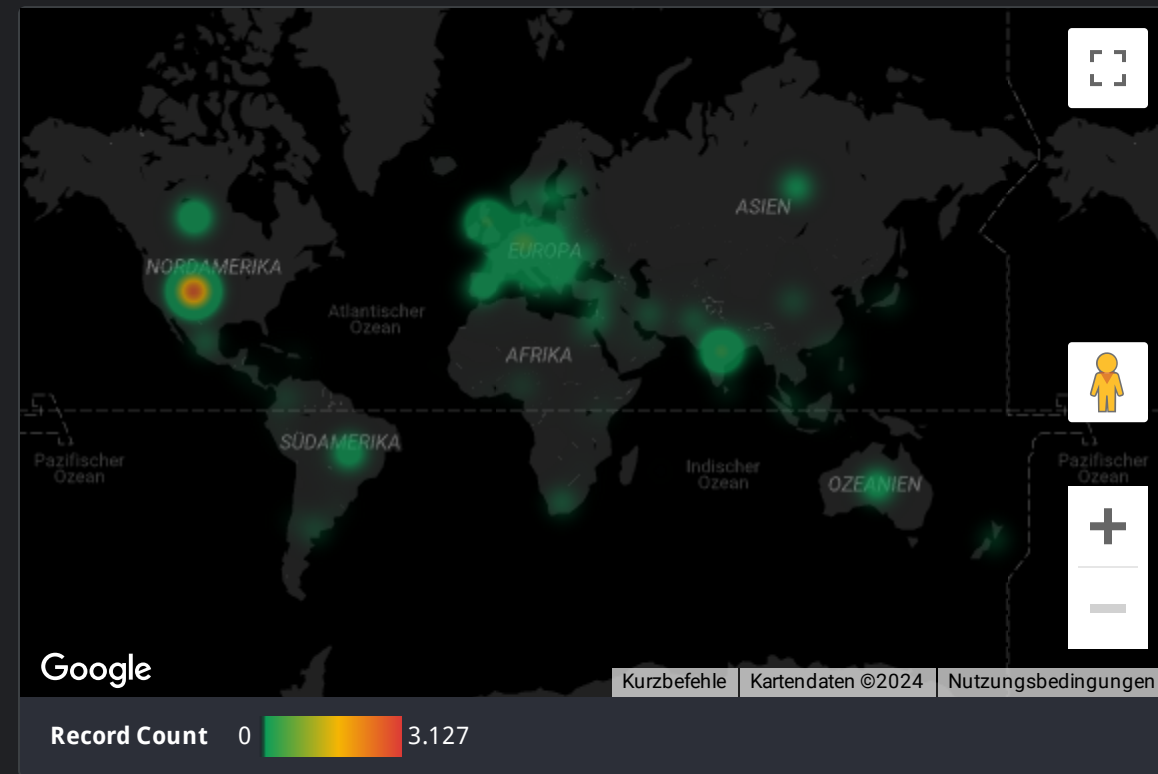 ASIEN
EUROPA
NORDAMERIKA
Atlantischer
Ozean
AFRIKA
SÜDAMERIKA
Pazifischer
Ozean
Indischer
Ozean
OZEANIEN
Pazifischer
Ozean
Google
Kurzbefehle
Kartendaten ©2024
Nutzungsbedingungen
Record Count 0 3.127